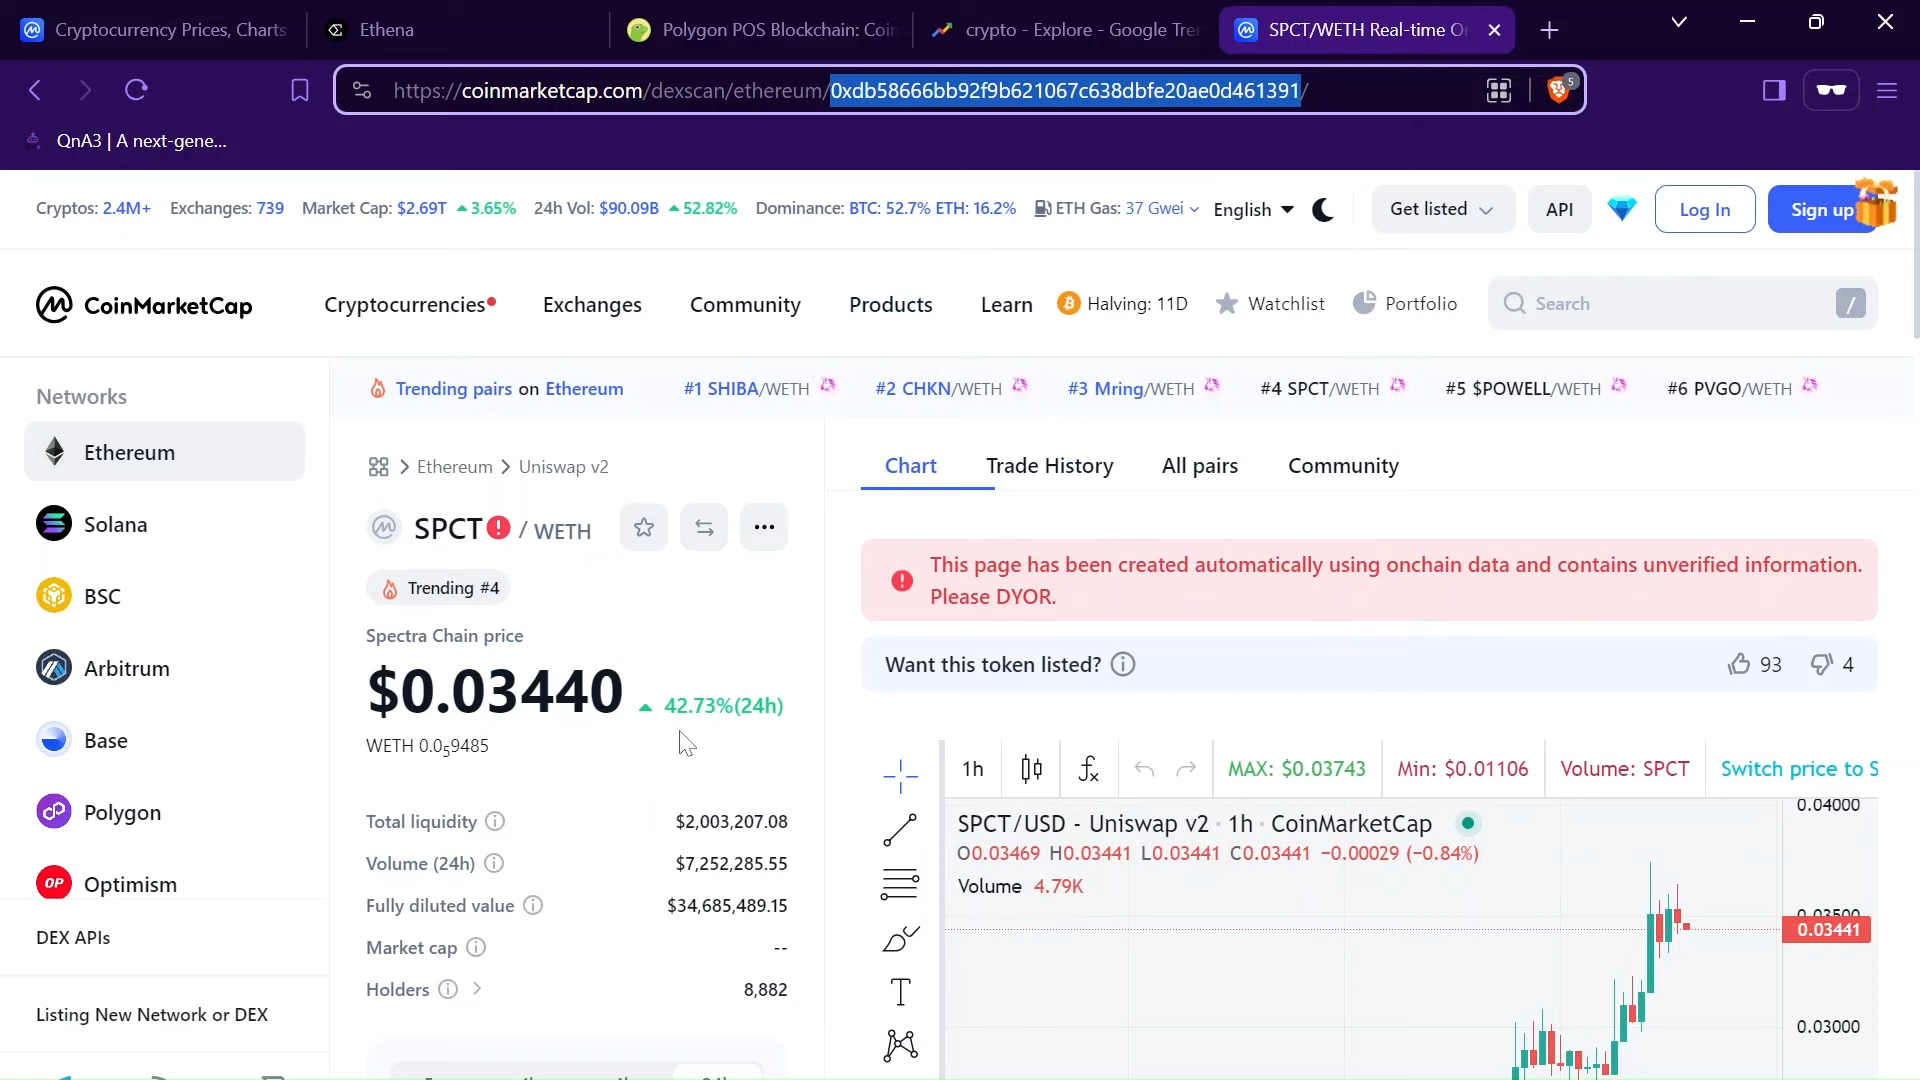 Cryptocurrency Prices, Charts
Ethena
Polygon POS Blockchain: Coin
crypto - Explore - Google Tren
SPCT/WETH Real-time On
https://coinmarketcap.com/dexscan/ethereum/0xdb58666bb92f9b621067c638dbfe20ae0d461391/
5
QnA3 | A next-gene...
Cryptos: 2.4M+ Exchanges: 739 Market Cap: $2.69T 3.65% 24h Vol: $90.09B 52.82% Dominance: BTC: 52.7% ETH: 16.2% ETH Gas: 37 Gwei English Get listed API Log In Sign up
CoinMarketCap Cryptocurrencies Exchanges Community Products Learn Halving: 11D Watchlist Portfolio Search /
Networks
Ethereum
Solana
BSC
Arbitrum
Base
Polygon
OP Optimism
DEX APIs
Listing New Network or DEX
Trending pairs on Ethereum #1 SHIBA/WETH #2 CHKN/WETH #3 Mring/WETH #4 SPCT/WETH #5 $POWELL/WETH #6 PVGO/WETH
Ethereum > Uniswap v2
SPCT / WETH
Trending #4
Spectra Chain price
$0.03440 42.73%(24h)
WETH 0.0₅9485
Total liquidity $2,003,207.08
Volume (24h) $7,252,285.55
Fully diluted value $34,685,489.15
Market cap --
Holders 8,882
Chart Trade History All pairs Community
This page has been created automatically using onchain data and contains unverified information.
Please DYOR.
Want this token listed? 93 4
1h MAX: $0.03743 Min: $0.01106 Volume: SPCT Switch price to S
SPCT/USD - Uniswap v2 · 1h · CoinMarketCap
O0.03469 H0.03441 L0.03441 C0.03441 −0.00029 (−0.84%)
Volume 4.79K
0.04000
0.03500
0.03441
0.03000